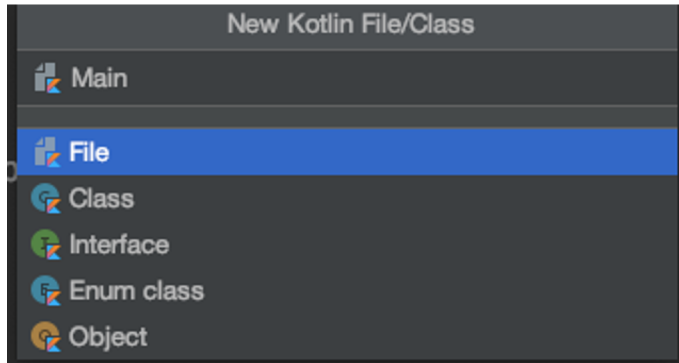 New Kotlin File/Class
Main
File
Class
Interface
Enum class
Object